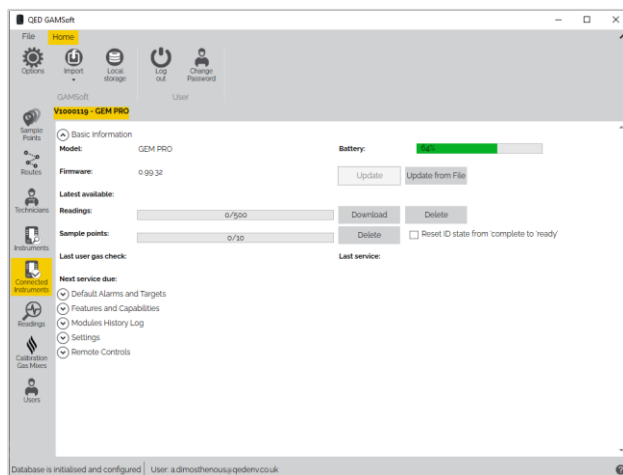 QED GAMSoft
File Home
Options Import Local storage Log out Change Password
GAMSoft User
V1000119 - GEM PRO
Sample Points
Routes
Technicians
Instruments
Connected Instruments
Readings
Calibration Gas Mixes
Users
Basic Information
Model: GEM PRO Battery: 64%
Firmware: 0.99.32 Update Update from File
Latest available:
Readings: 0/500 Download Delete
Sample points: 0/10 Delete Reset ID state from 'complete to 'ready'
Last user gas check: Last service:
Next service due:
Default Alarms and Targets
Features and Capabilities
Modules History Log
Settings
Remote Controls
Database is initialised and configured User: a.dimosthenous@qedenv.co.uk